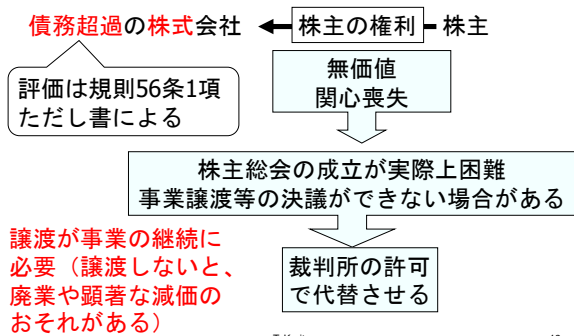 債務超過の株式会社
株主の権利
株主
評価は規則56条1項
ただし書による
無価値
関心喪失
株主総会の成立が実際上困難
事業譲渡等の決議ができない場合がある
譲渡が事業の継続に
必要（譲渡しないと、
廃業や顕著な減価の
おそれがある）
裁判所の許可
で代替させる